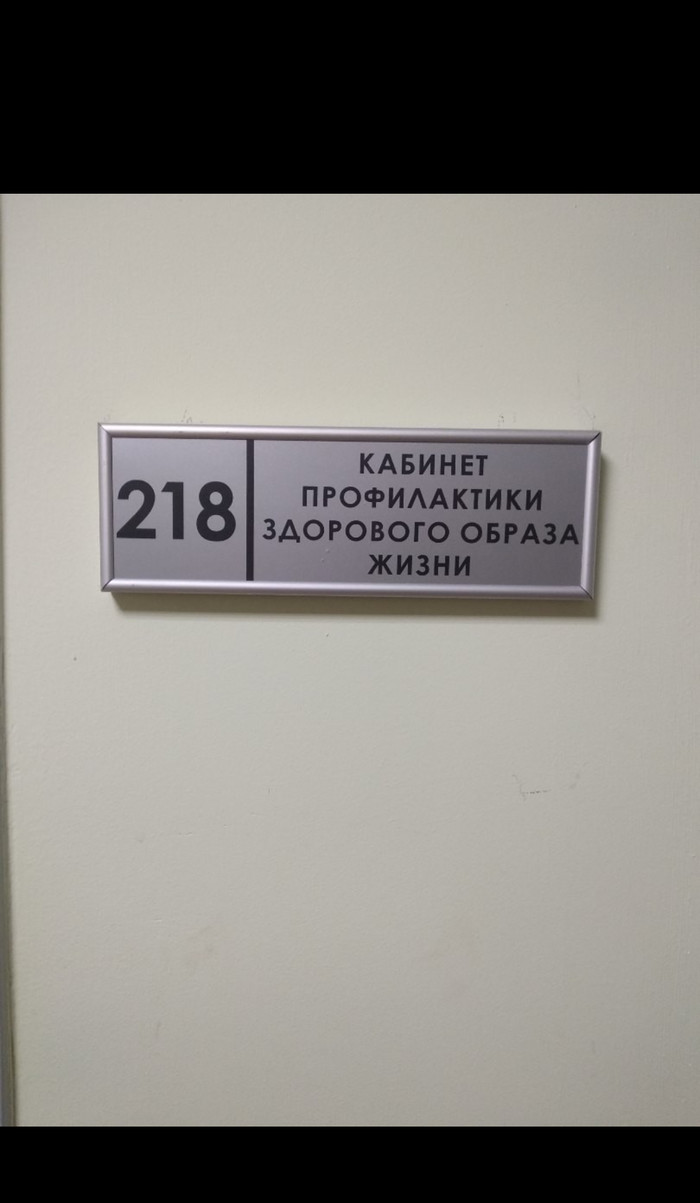 218
КАБИНЕТ
ПРОФИЛАКТИКИ
ЗДОРОВОГО ОБРАЗА
ЖИЗНИ